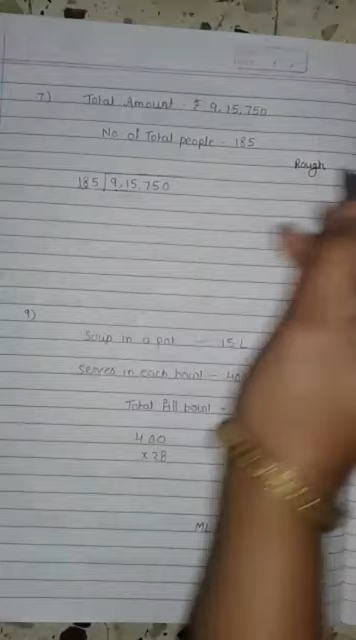 7) Total Amount - ₹ 9,15,750
No of Total people - 185
Rough
185 9,15,750
9)
Soup in a pot - 15 L
serves in each bowl - 400
Total fill bowl -
400
×28
ML